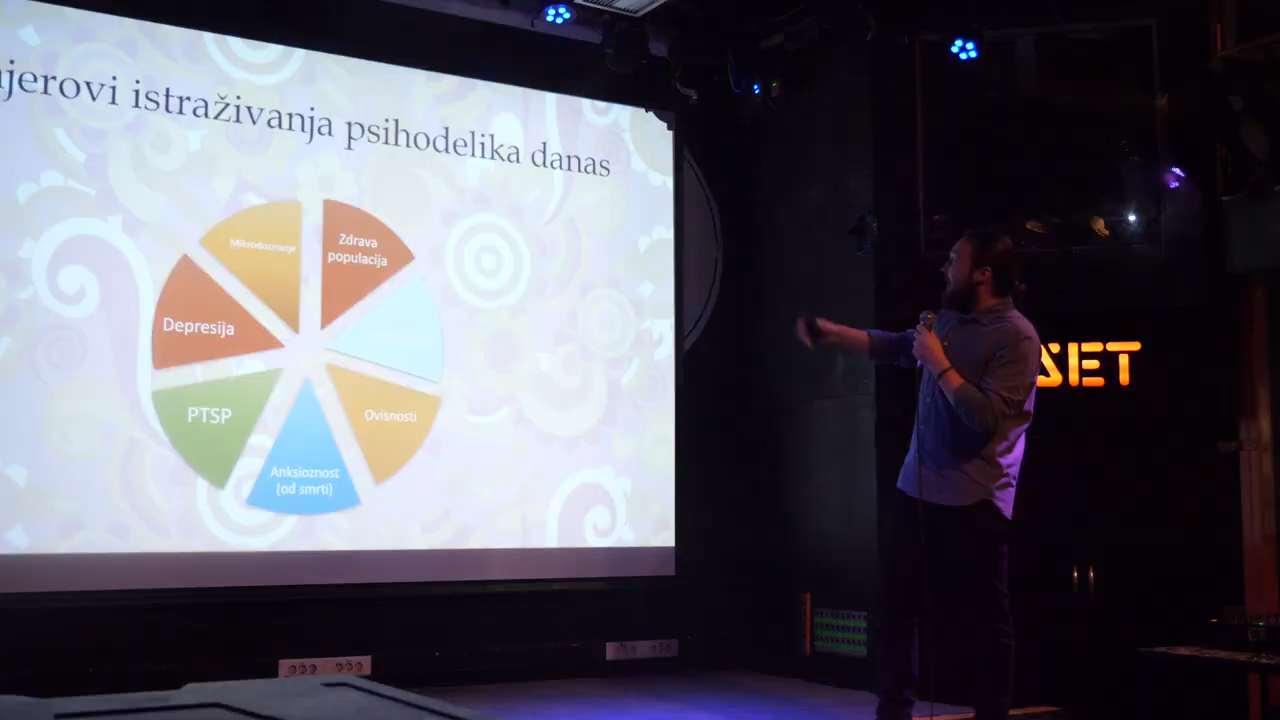 jerovi istraživanja psihodelika danas
Mikrodoziranje
Zdrava
populacija
Depresija
PTSP
Ovisnosti
Anksioznost
(od smrti)
SET